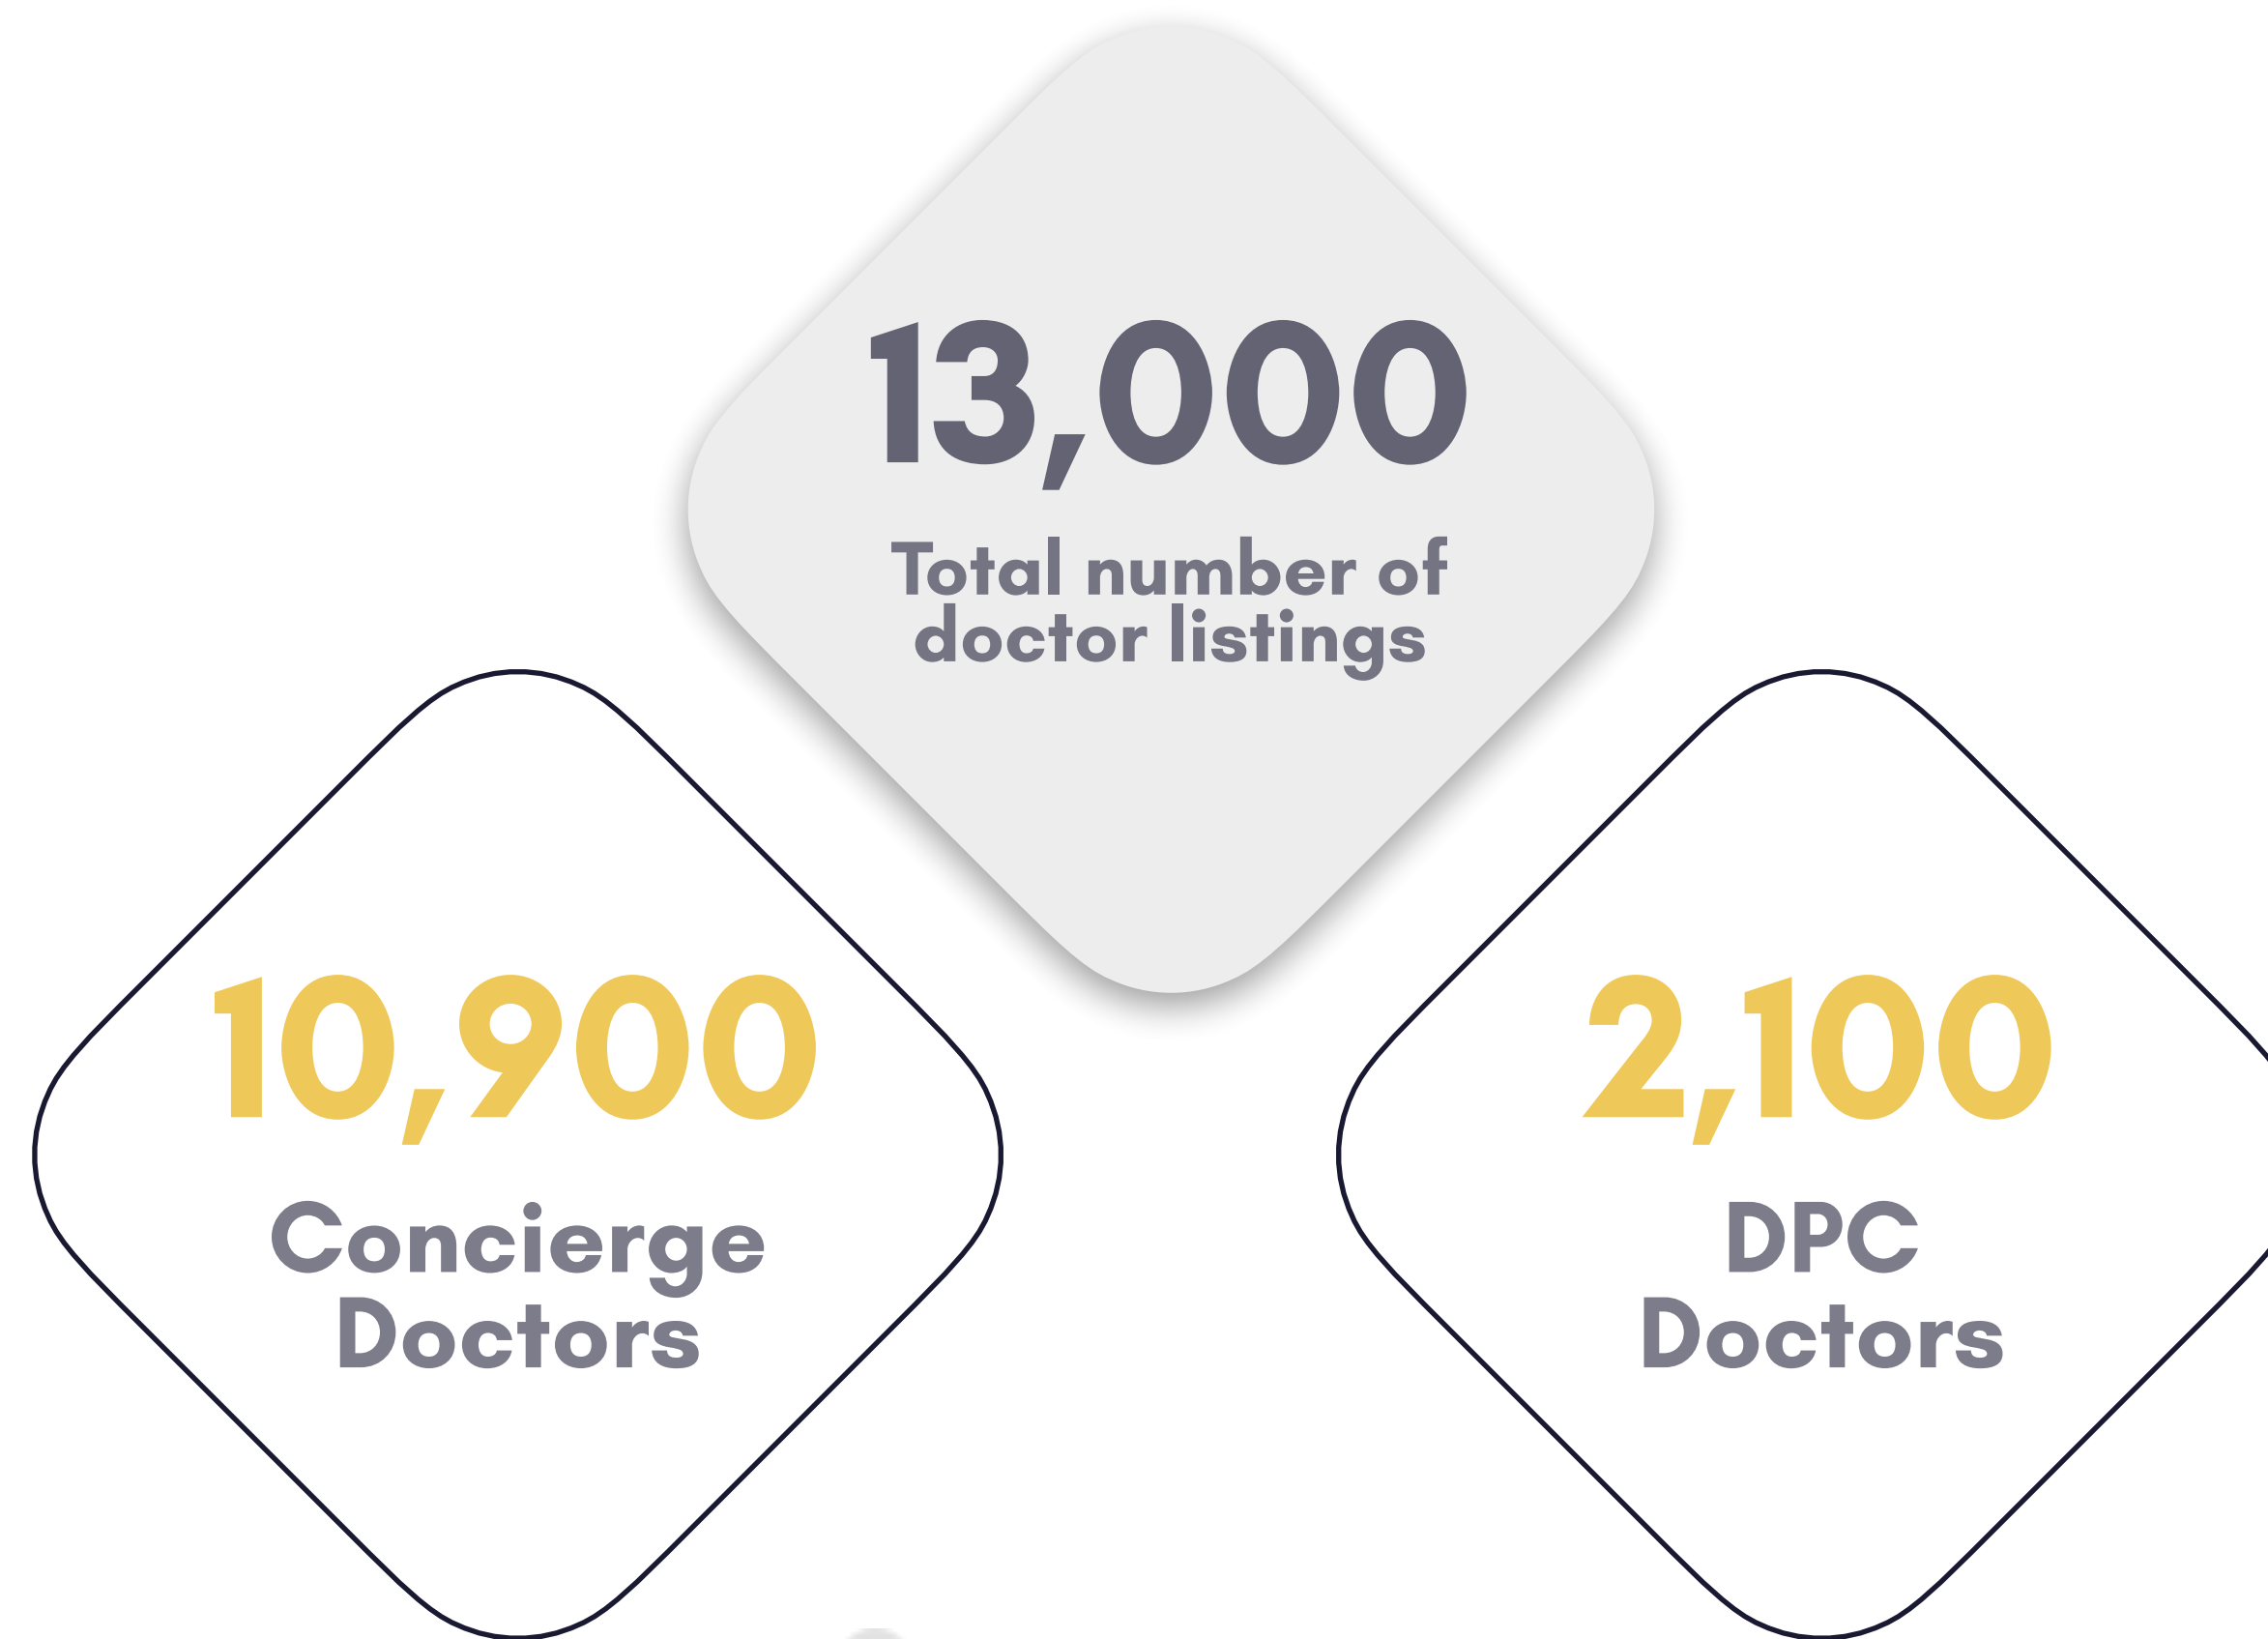 13,000
Total number of
doctor listings
10,900
Concierge
Doctors
2,100
DPC
Doctors